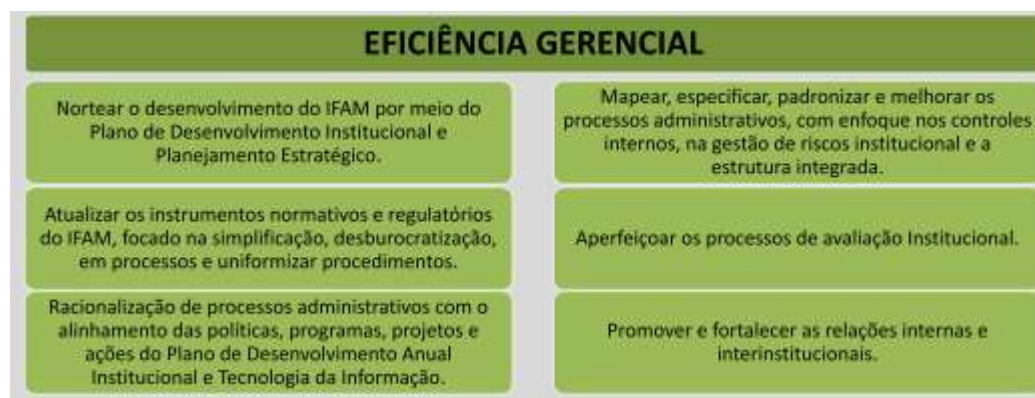 EFICIÊNCIA GERENCIAL
Nortear o desenvolvimento do IFAM por meio do
Plano de Desenvolvimento Institucional e
Planejamento Estratégico.
Mapear, especificar, padronizar e melhorar os
processos administrativos, com enfoque nos controles
internos, na gestão de riscos institucional e a
estrutura integrada.
Atualizar os instrumentos normativos e regulatórios
do IFAM, focado na simplificação, desburocratização,
em processos e uniformizar procedimentos.
Aperfeiçoar os processos de avaliação Institucional.
Racionalização de processos administrativos com o
alinhamento das políticas, programas, projetos e
ações do Plano de Desenvolvimento Anual
Institucional e Tecnologia da Informação.
Promover e fortalecer as relações internas e
interinstitucionais.